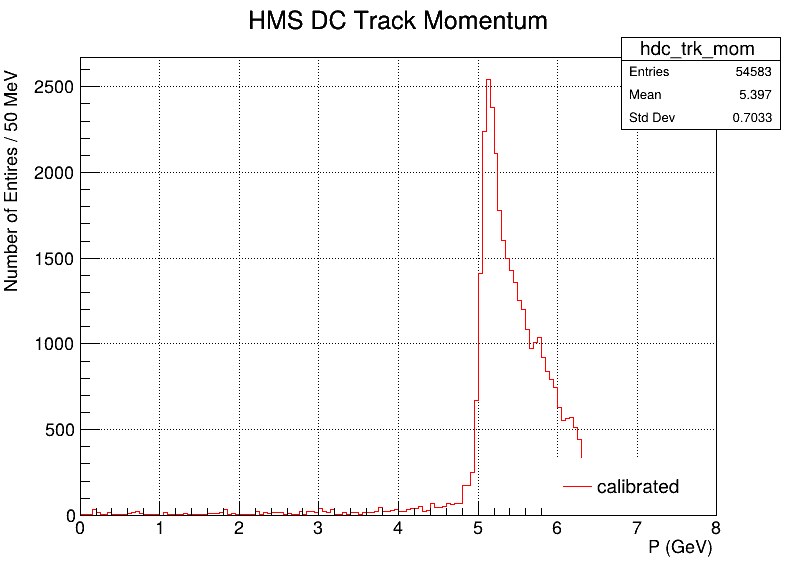 HMS DC Track Momentum
hdc_trk_mom
Entries 54583
Mean 5.397
Std Dev 0.7033
Number of Entires / 50 MeV
2500
2000
1500
1000
500
0
calibrated
0 1 2 3 4 5 6 7 8
P (GeV)